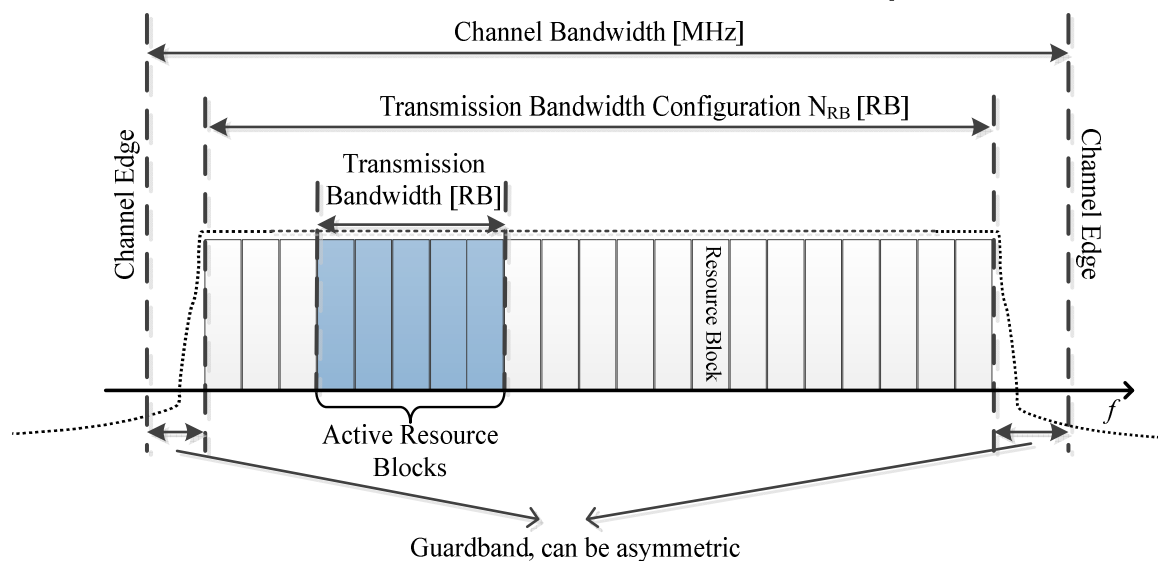 Channel Bandwidth [MHz]
Transmission Bandwidth Configuration N_RB [RB]
Transmission
Bandwidth [RB]
Channel Edge
Channel Edge
Resource Block
f
Active Resource
Blocks
Guardband, can be asymmetric